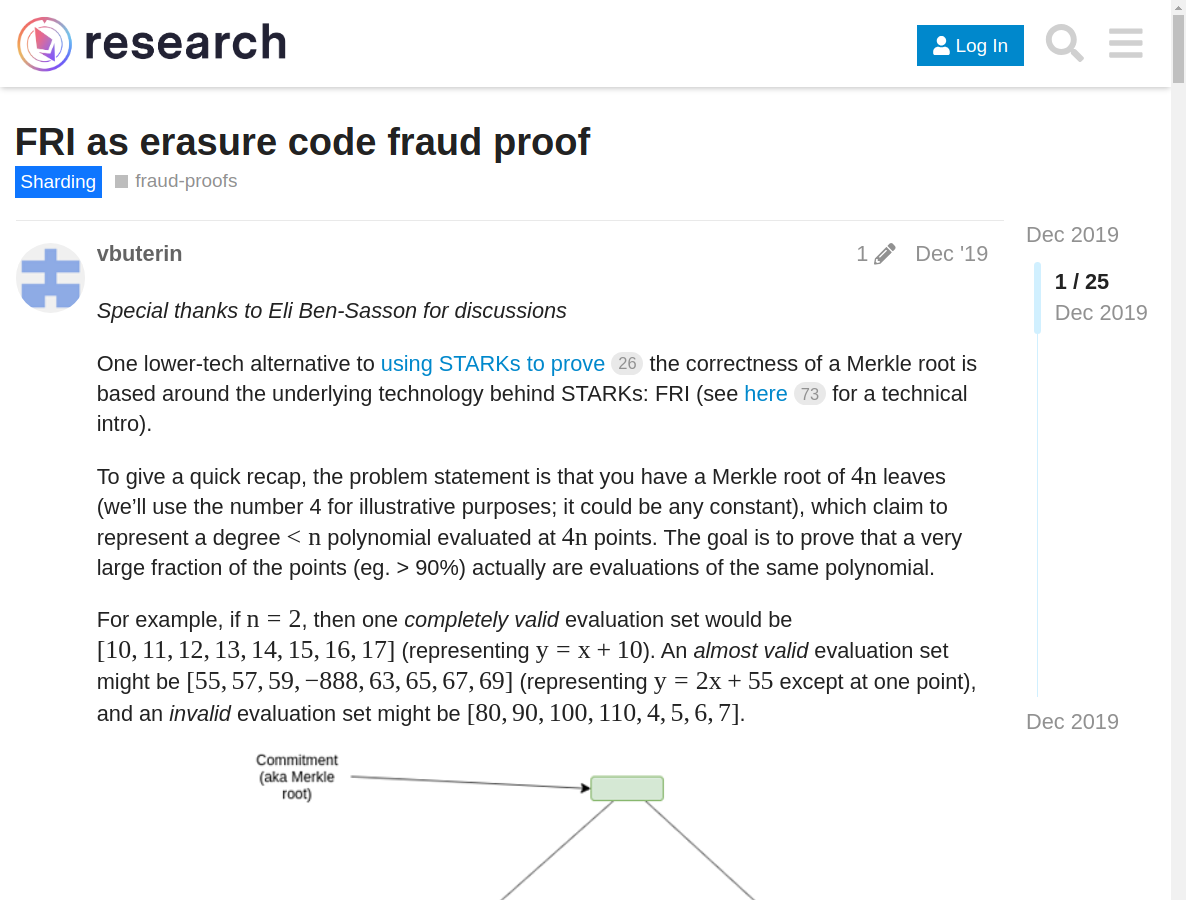 research
Log In
FRI as erasure code fraud proof
Sharding fraud-proofs
Dec 2019
vbuterin 1 Dec '19
1 / 25
Dec 2019
Special thanks to Eli Ben-Sasson for discussions
One lower-tech alternative to using STARKs to prove 26 the correctness of a Merkle root is
based around the underlying technology behind STARKs: FRI (see here 73 for a technical
intro).
To give a quick recap, the problem statement is that you have a Merkle root of 4n leaves
(we’ll use the number 4 for illustrative purposes; it could be any constant), which claim to
represent a degree < n polynomial evaluated at 4n points. The goal is to prove that a very
large fraction of the points (eg. > 90%) actually are evaluations of the same polynomial.
For example, if n = 2, then one completely valid evaluation set would be
[10, 11, 12, 13, 14, 15, 16, 17] (representing y = x + 10). An almost valid evaluation set
might be [55, 57, 59, −888, 63, 65, 67, 69] (representing y = 2x + 55 except at one point),
and an invalid evaluation set might be [80, 90, 100, 110, 4, 5, 6, 7].
Dec 2019
Commitment
(aka Merkle
root)